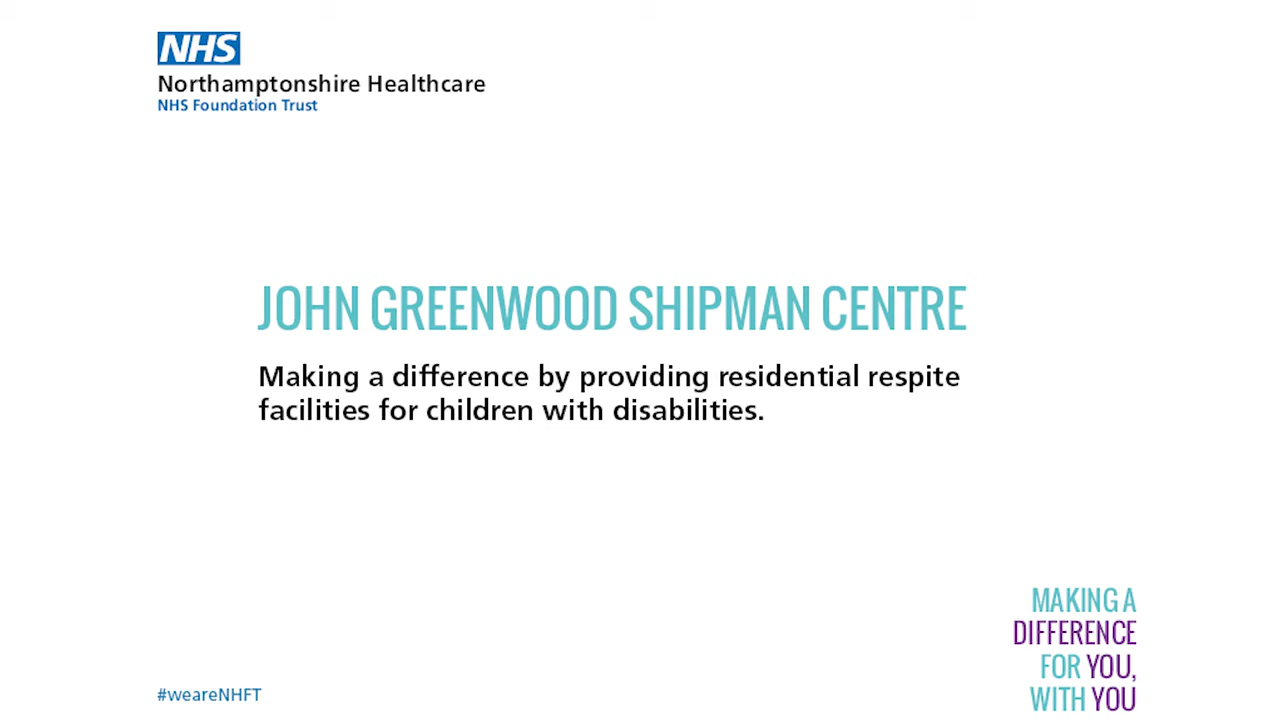 NHS
Northamptonshire Healthcare
NHS Foundation Trust
JOHN GREENWOOD SHIPMAN CENTRE
Making a difference by providing residential respite
facilities for children with disabilities.
MAKING A
DIFFERENCE
FOR YOU,
WITH YOU
#weareNHFT